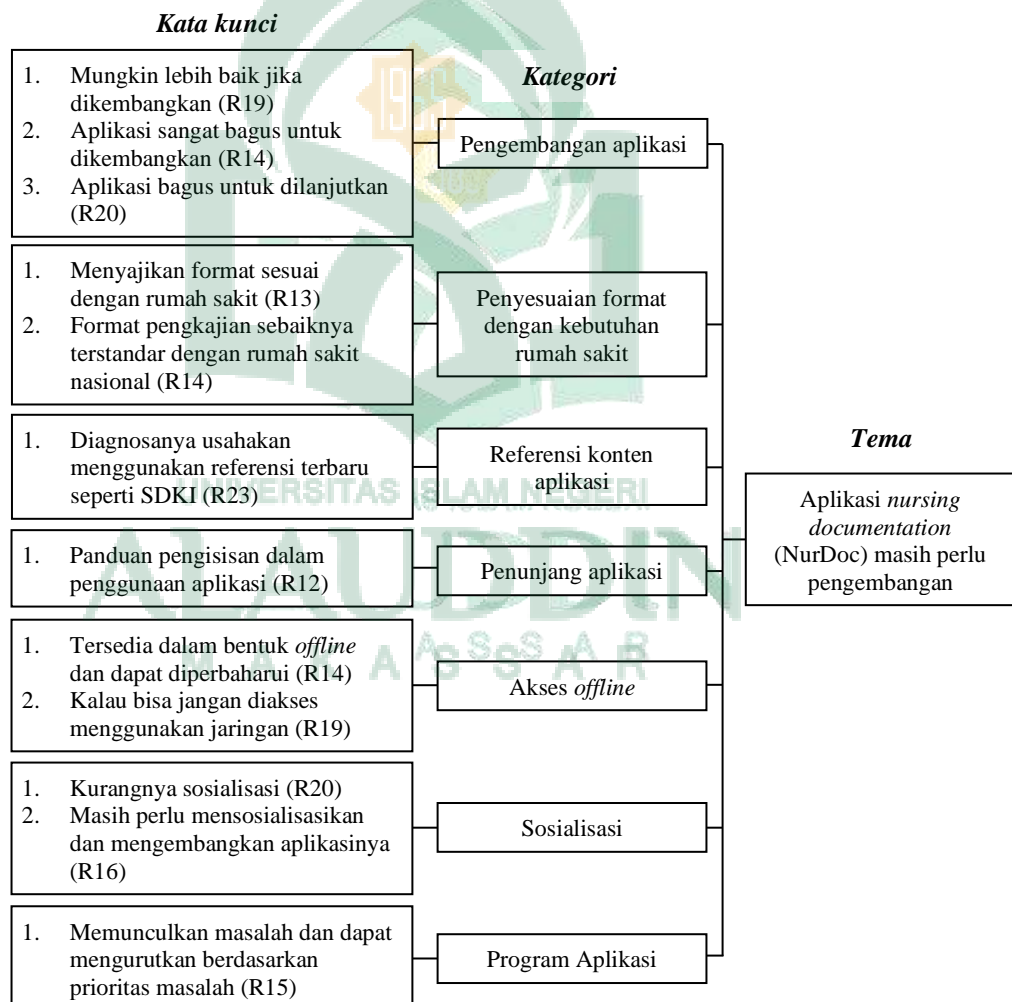 Kata kunci
1. Mungkin lebih baik jika
dikembangkan (R19)
2. Aplikasi sangat bagus untuk
dikembangkan (R14)
3. Aplikasi bagus untuk dilanjutkan
(R20)
1. Menyajikan format sesuai
dengan rumah sakit (R13)
2. Format pengkajian sebaiknya
terstandar dengan rumah sakit
nasional (R14)
1. Diagnosanya usahakan
menggunakan referensi terbaru
seperti SDKI (R23)
1. Panduan pengisisan dalam
penggunaan aplikasi (R12)
1. Tersedia dalam bentuk offline
dan dapat diperbaharui (R14)
2. Kalau bisa jangan diakses
menggunakan jaringan (R19)
1. Kurangnya sosialisasi (R20)
2. Masih perlu mensosialisasikan
dan mengembangkan aplikasinya
(R16)
1. Memunculkan masalah dan dapat
mengurutkan berdasarkan
prioritas masalah (R15)
Kategori
Pengembangan aplikasi
Penyesuaian format
dengan kebutuhan
rumah sakit
Referensi konten
aplikasi
Penunjang aplikasi
Akses offline
Sosialisasi
Program Aplikasi
Tema
Aplikasi nursing
documentation
(NurDoc) masih perlu
pengembangan
1965
UNIVERSITAS ISLAM NEGERI
ALAUDDIN
MAKASSAR